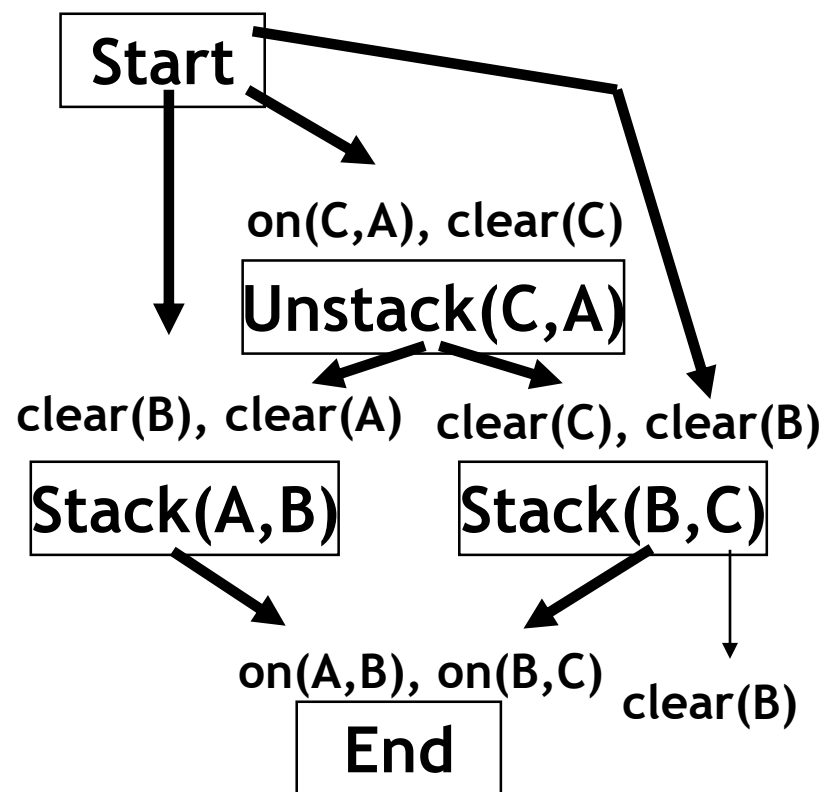 Start
on(C,A), clear(C)
Unstack(C,A)
clear(B), clear(A)
clear(C), clear(B)
Stack(A,B)
Stack(B,C)
on(A,B), on(B,C)
clear(B)
End